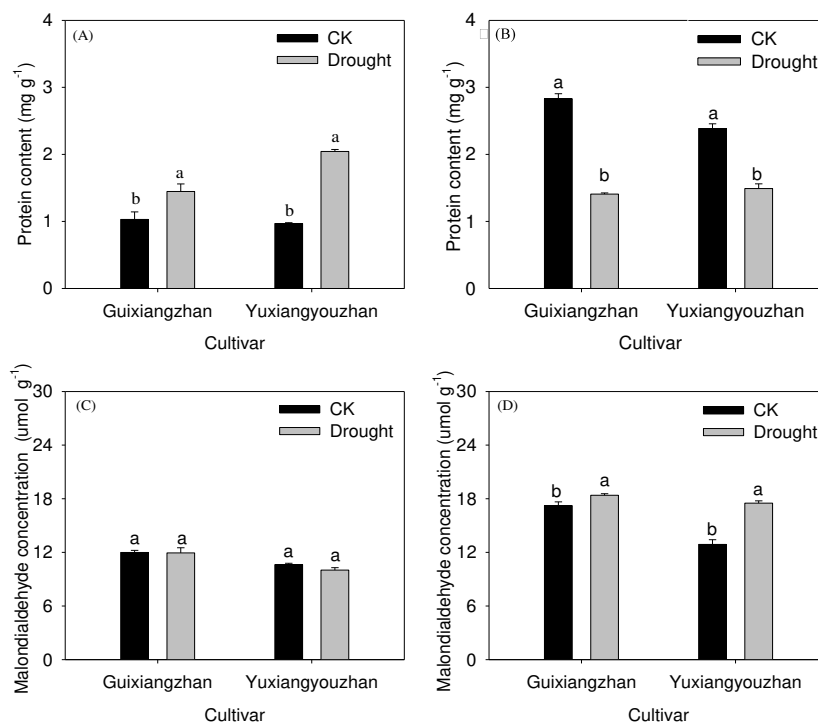 (A)
CK
Drought
Protein content (mg g⁻¹)
4
3
2
1
0
b
a
b
a
Guixiangzhan
Yuxiangyouzhan
Cultivar
(B)
CK
Drought
Protein content (mg g⁻¹)
4
3
2
1
0
a
b
a
b
Guixiangzhan
Yuxiangyouzhan
Cultivar
(C)
CK
Drought
Malondialdehyde concentration (umol g⁻¹)
30
24
18
12
6
0
a
a
a
a
Guixiangzhan
Yuxiangyouzhan
Cultivar
(D)
CK
Drought
Malondialdehyde concentration (umol g⁻¹)
30
24
18
12
6
0
b
a
b
a
Guixiangzhan
Yuxiangyouzhan
Cultivar